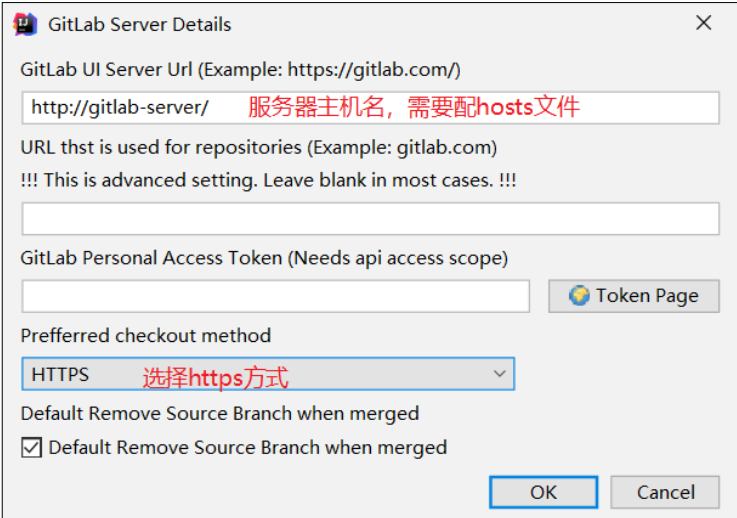 GitLab Server Details
GitLab UI Server Url (Example: https://gitlab.com/)
http://gitlab-server/ 服务器主机名，需要配hosts文件
URL thst is used for repositories (Example: gitlab.com)
!!! This is advanced setting. Leave blank in most cases. !!!
GitLab Personal Access Token (Needs api access scope)
Token Page
Prefferred checkout method
HTTPS 选择https方式
Default Remove Source Branch when merged
Default Remove Source Branch when merged
OK Cancel